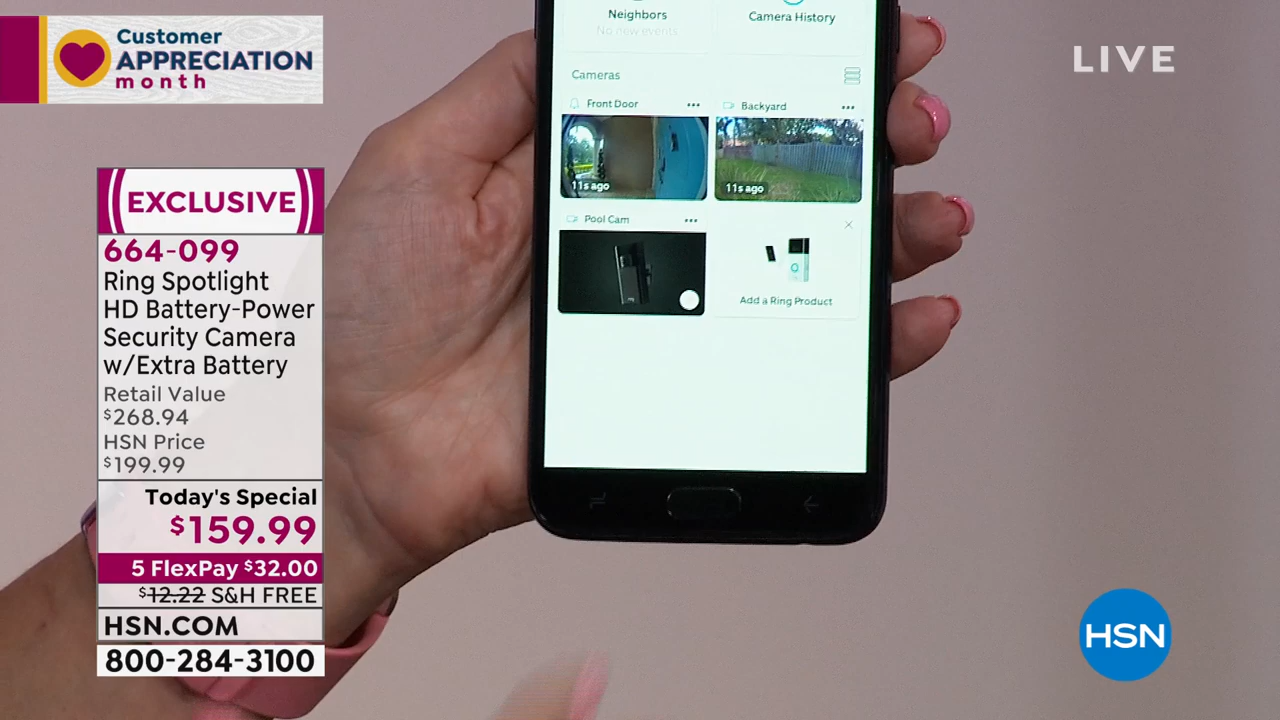 Customer
APPRECIATION
month
LIVE
EXCLUSIVE
664-099
Ring Spotlight
HD Battery-Power
Security Camera
w/Extra Battery
Retail Value
$268.94
HSN Price
$199.99
Today's Special
$159.99
5 FlexPay $32.00
$12.22 S&H FREE
HSN.COM
800-284-3100
Neighbors
No new events
Camera History
Cameras
Front Door
Backyard
11s ago
11s ago
Pool Cam
Add a Ring Product
HSN